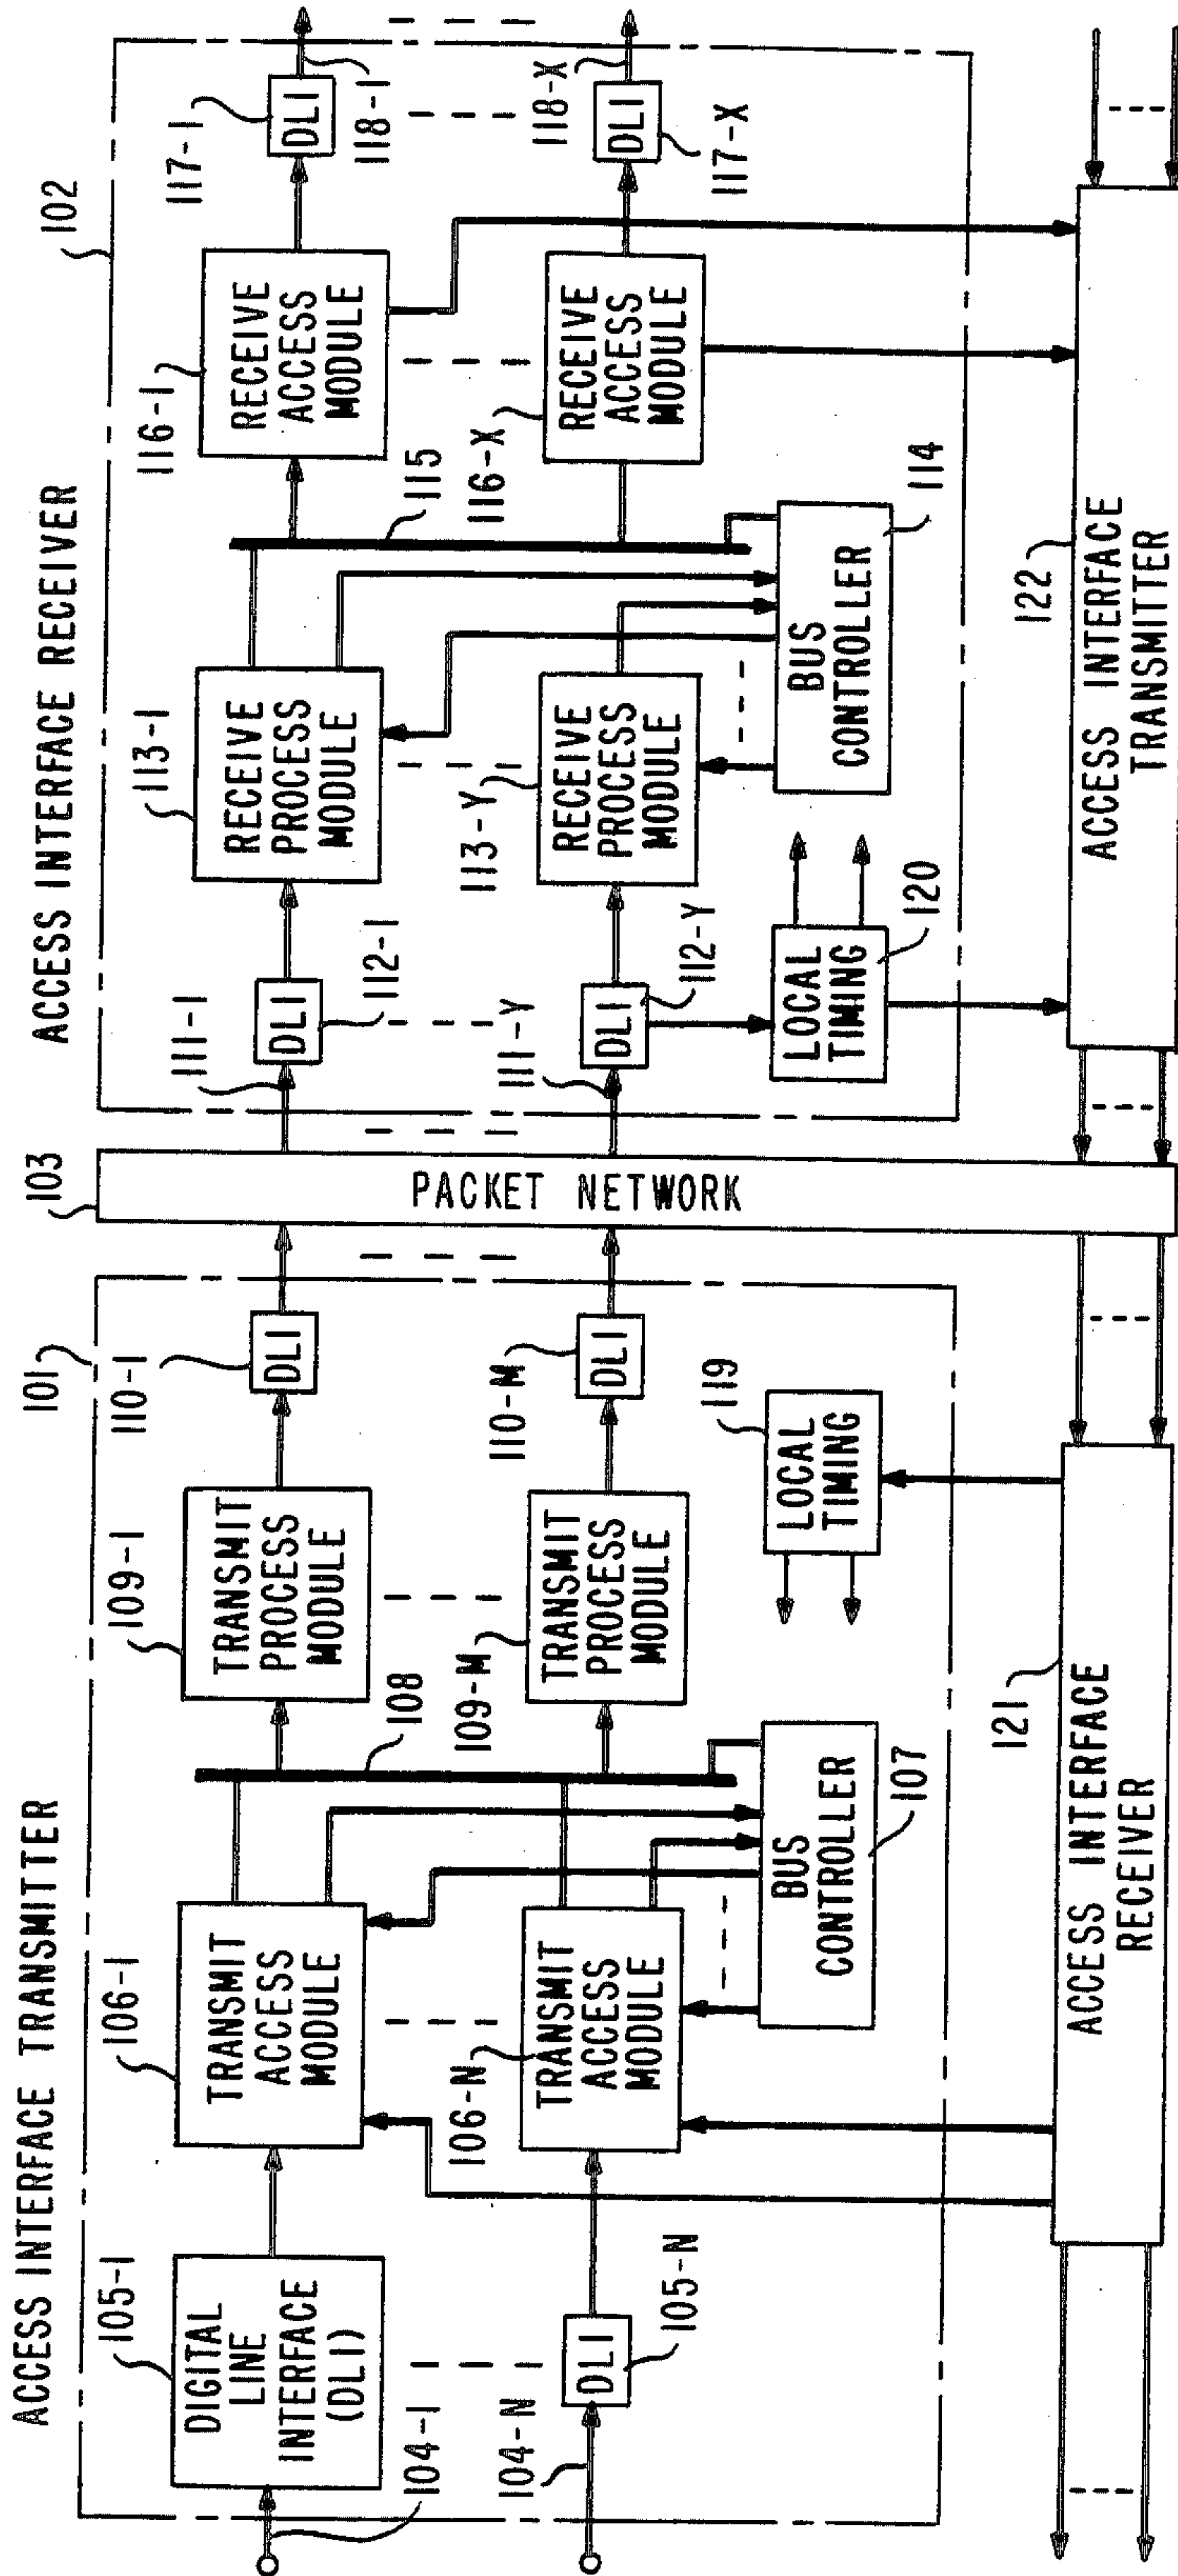 ACCESS INTERFACE TRANSMITTER
101
103
ACCESS INTERFACE RECEIVER
102
105-1
DIGITAL
LINE
INTERFACE
(DLI)
104-1
106-1
TRANSMIT
ACCESS
MODULE
108
109-1
TRANSMIT
PROCESS
MODULE
110-1
DLI
PACKET NETWORK
111-1
DLI
112-1
113-1
RECEIVE
PROCESS
MODULE
115
116-1
RECEIVE
ACCESS
MODULE
117-1
DLI
118-1
104-N
DLI
105-N
106-N
TRANSMIT
ACCESS
MODULE
109-M
TRANSMIT
PROCESS
MODULE
110-M
DLI
111-Y
DLI
112-Y
113-Y
RECEIVE
PROCESS
MODULE
116-X
RECEIVE
ACCESS
MODULE
118-X
DLI
117-X
BUS
CONTROLLER
107
119
LOCAL
TIMING
LOCAL
TIMING
120
BUS
CONTROLLER
114
121
ACCESS INTERFACE
RECEIVER
122
ACCESS INTERFACE
TRANSMITTER